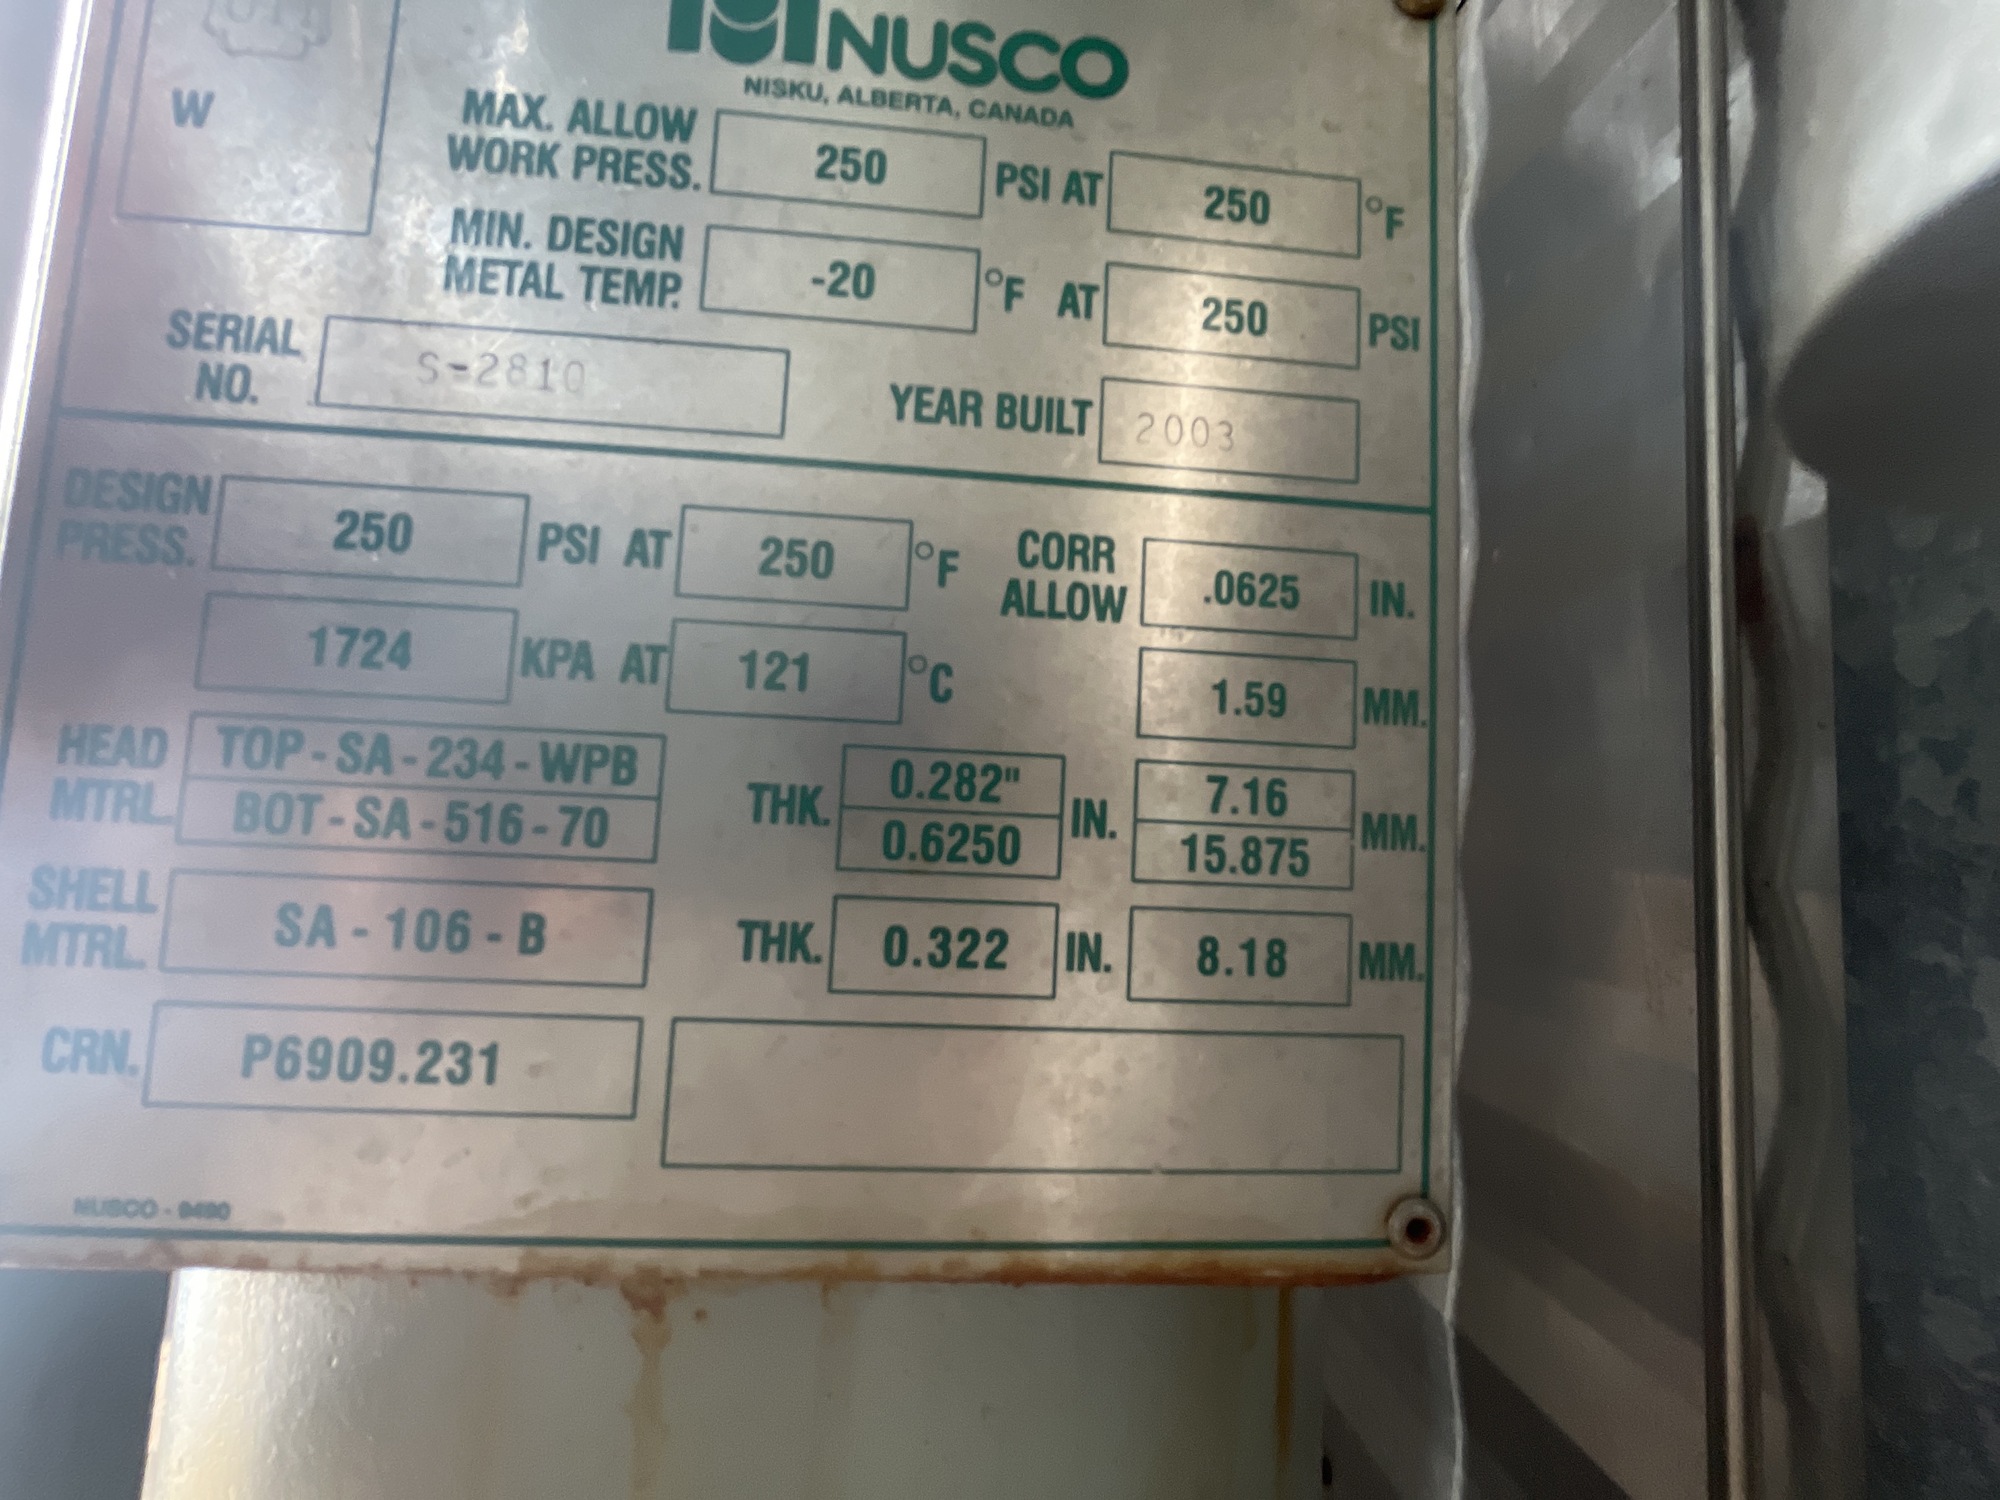 NUSCO
NISKU, ALBERTA, CANADA
W
MAX. ALLOW WORK PRESS. 250 PSI AT 250 °F
MIN. DESIGN METAL TEMP. -20 °F AT 250 PSI
SERIAL NO. S-2810
YEAR BUILT 2003
DESIGN PRESS. 250 PSI AT 250 °F
CORR ALLOW .0625 IN.
1724 KPA AT 121 °C
1.59 MM.
HEAD MTRL. TOP-SA-234-WPB
BOT-SA-516-70
THK. 0.282" IN. 7.16 MM.
0.6250 15.875
SHELL MTRL. SA-106-B THK. 0.322 IN. 8.18 MM.
CRN. P6909.231